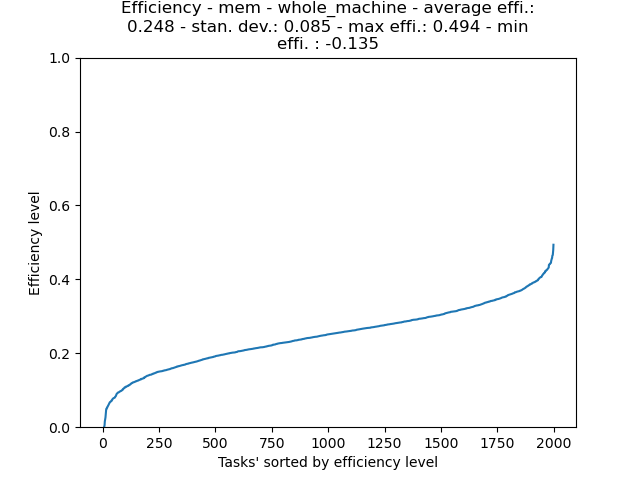 Efficiency - mem - whole_machine - average effi.:
0.248 - stan. dev.: 0.085 - max effi.: 0.494 - min
effi. : -0.135
1.0
0.8
0.6
0.4
0.2
0.0
Efficiency level
0 250 500 750 1000 1250 1500 1750 2000
Tasks' sorted by efficiency level